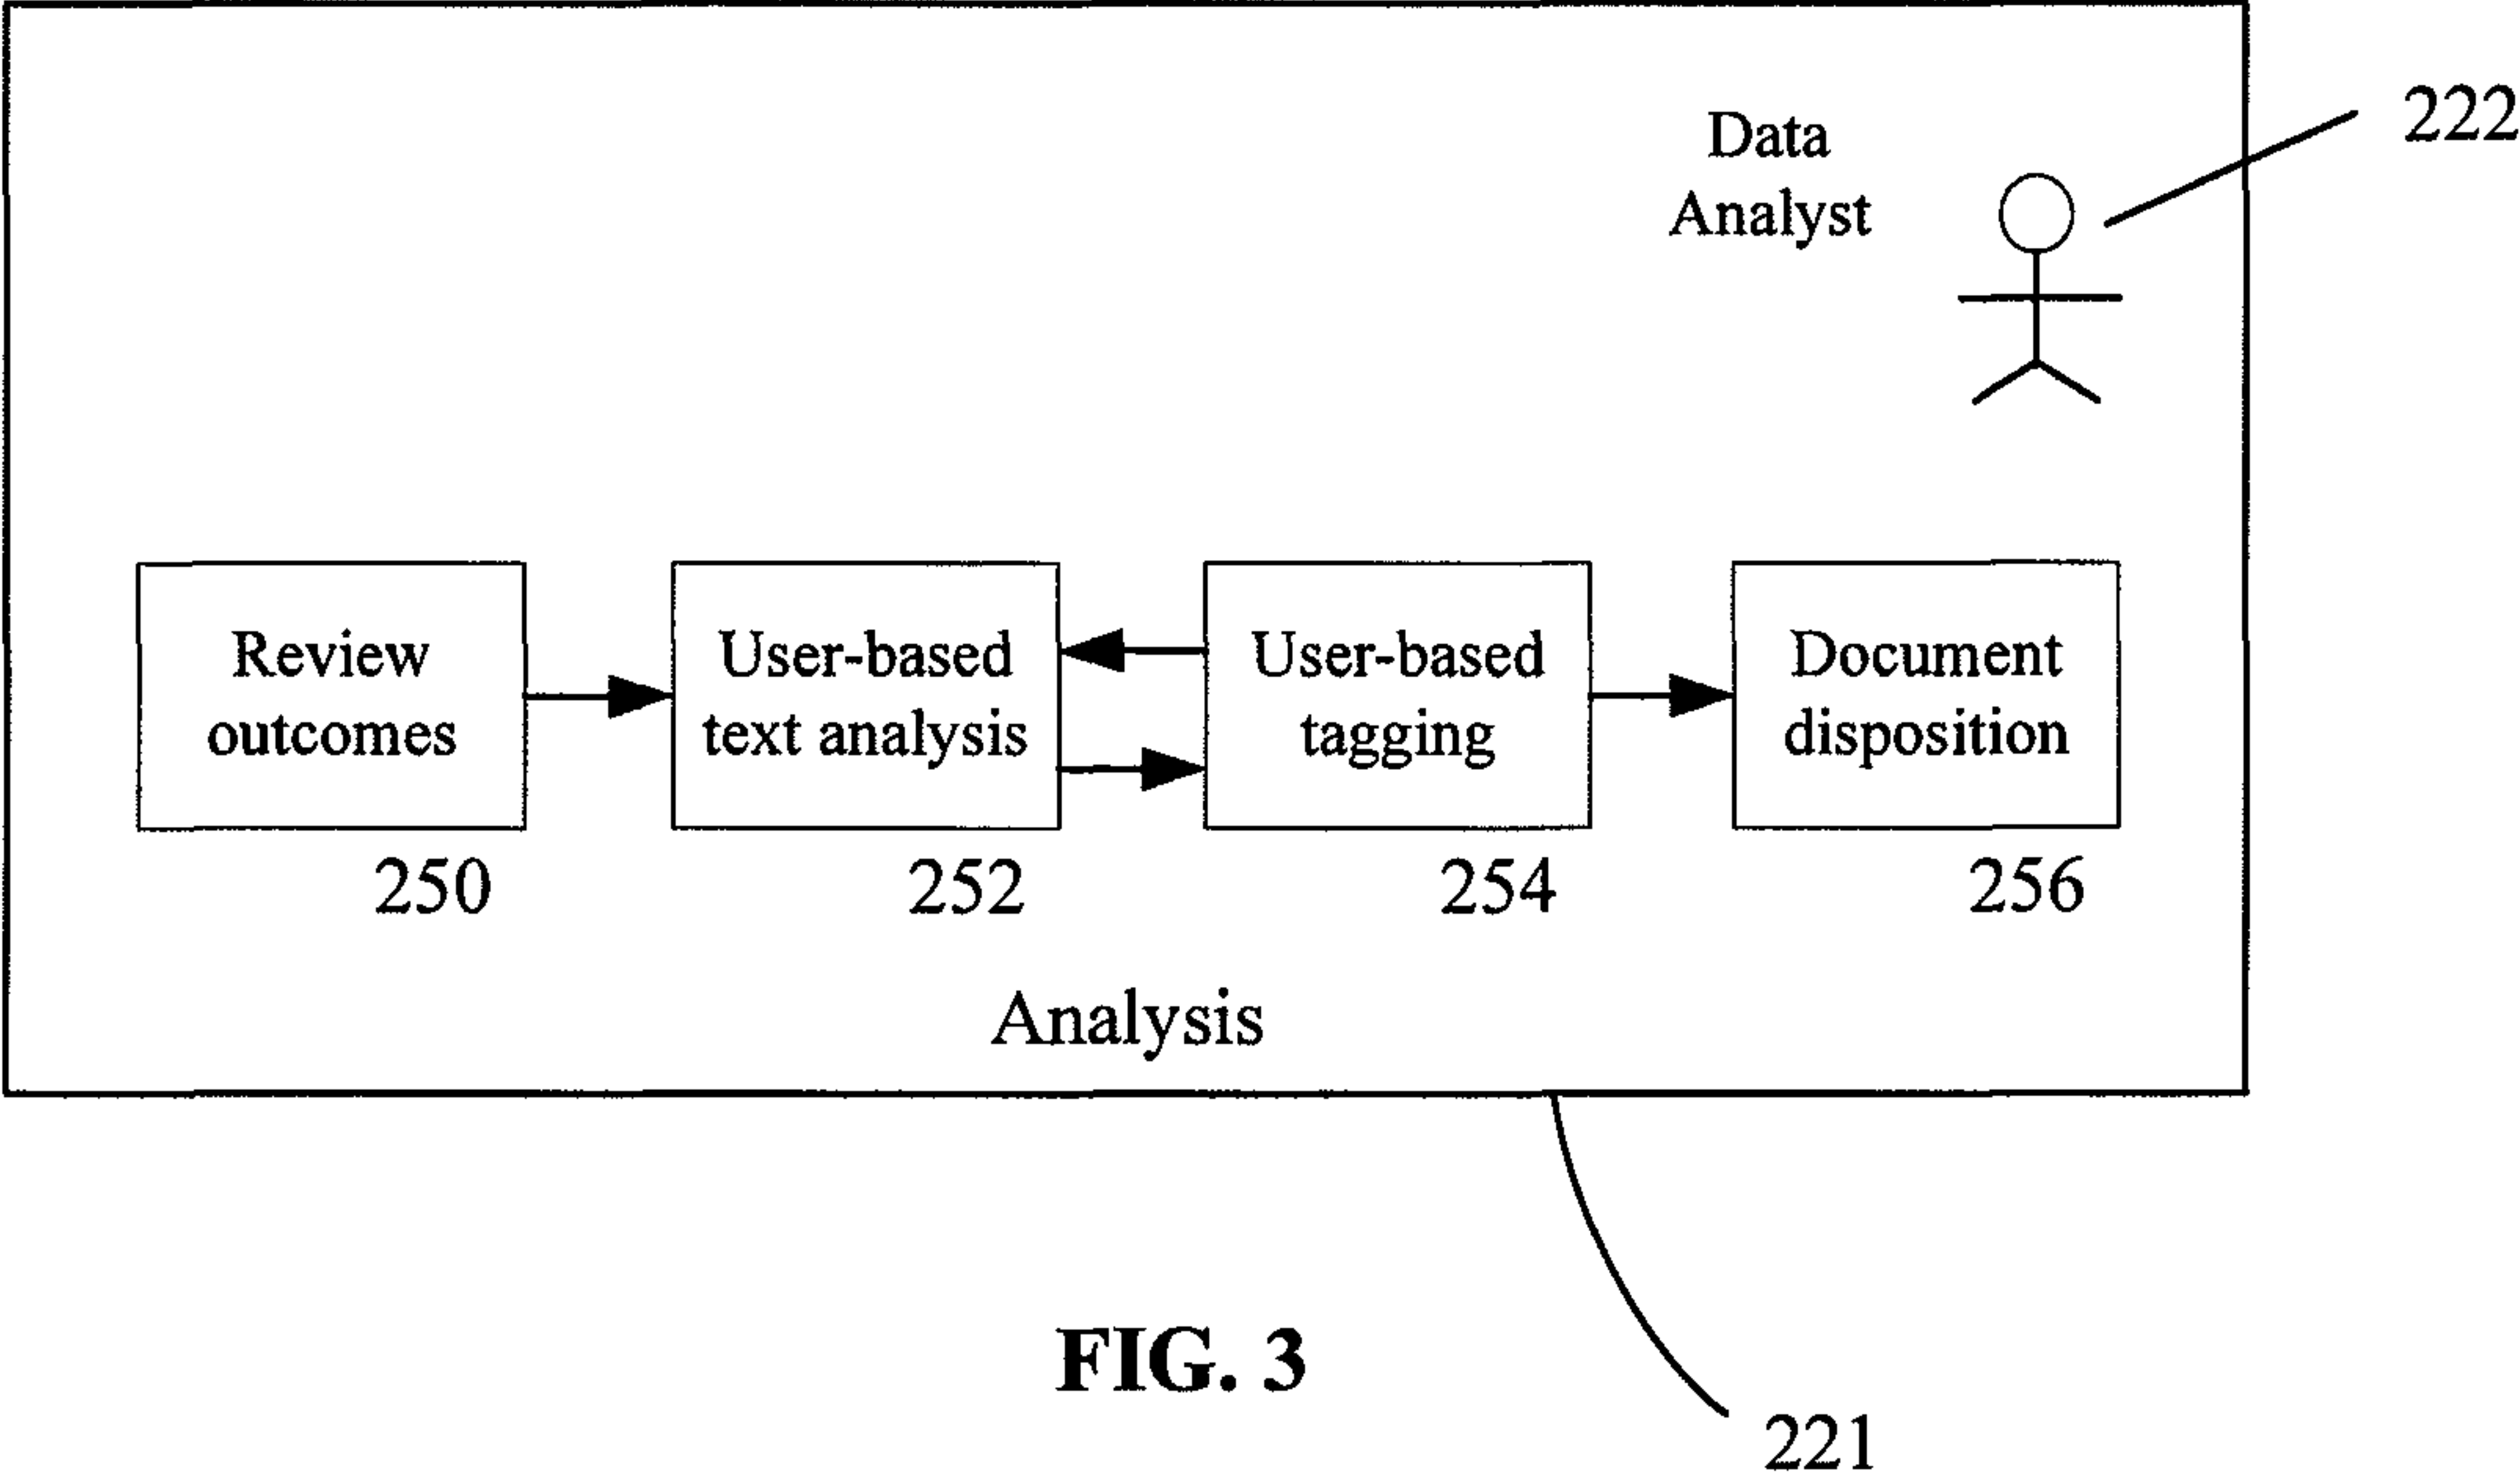 222
Data
Analyst
Review
outcomes
User-based
text analysis
User-based
tagging
Document
disposition
250
252
254
256
Analysis
FIG. 3
221